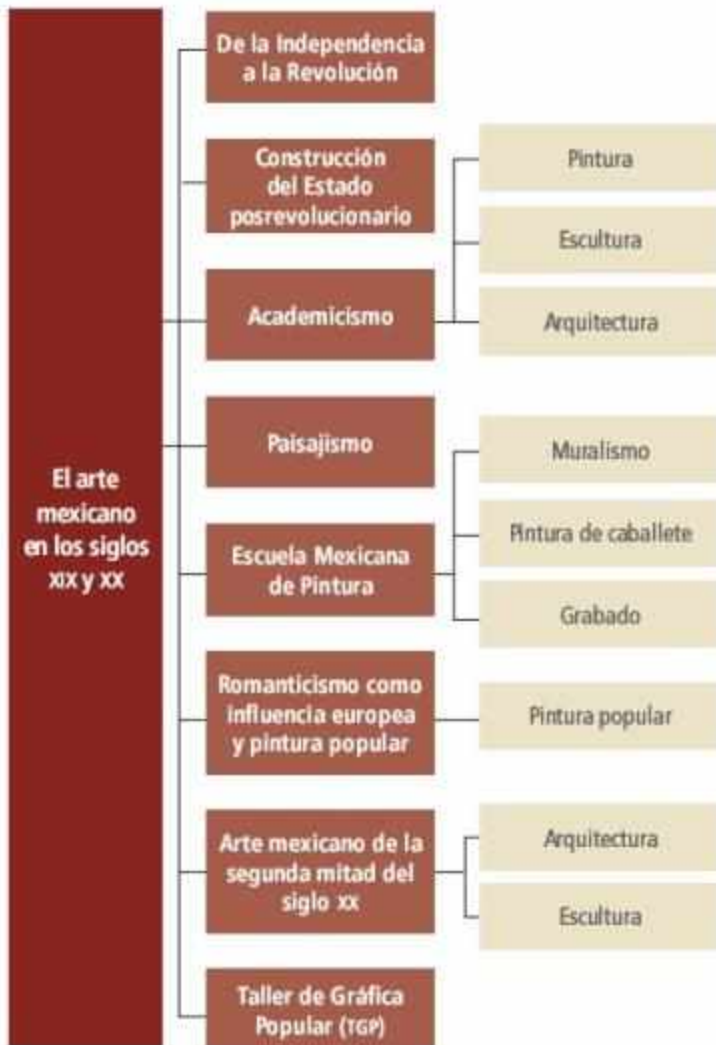 El arte
mexicano
en los siglos
XIX y XX
De la Independencia
a la Revolución
Construcción
del Estado
posrevolucionario
Academicismo
Pintura
Escultura
Arquitectura
Paisajismo
Escuela Mexicana
de Pintura
Muralismo
Pintura de caballete
Grabado
Romanticismo como
influencia europea
y pintura popular
Pintura popular
Arte mexicano de la
segunda mitad del
siglo XX
Arquitectura
Escultura
Taller de Gráfica
Popular (TGP)